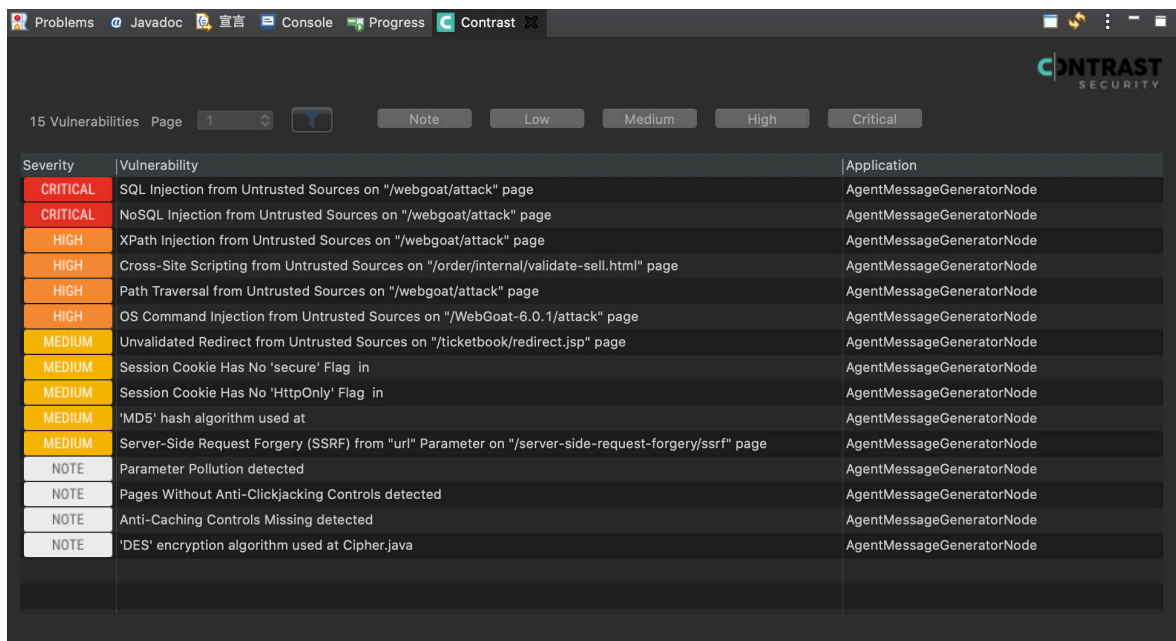 Problems @ Javadoc 宣言 Console Progress Contrast
CONTRAST
SECURITY
15 Vulnerabilities Page 1 Note Low Medium High Critical
Severity Vulnerability Application
CRITICAL SQL Injection from Untrusted Sources on "/webgoat/attack" page AgentMessageGeneratorNode
CRITICAL NoSQL Injection from Untrusted Sources on "/webgoat/attack" page AgentMessageGeneratorNode
HIGH XPath Injection from Untrusted Sources on "/webgoat/attack" page AgentMessageGeneratorNode
HIGH Cross-Site Scripting from Untrusted Sources on "/order/internal/validate-sell.html" page AgentMessageGeneratorNode
HIGH Path Traversal from Untrusted Sources on "/webgoat/attack" page AgentMessageGeneratorNode
HIGH OS Command Injection from Untrusted Sources on "/WebGoat-6.0.1/attack" page AgentMessageGeneratorNode
MEDIUM Unvalidated Redirect from Untrusted Sources on "/ticketbook/redirect.jsp" page AgentMessageGeneratorNode
MEDIUM Session Cookie Has No 'secure' Flag in AgentMessageGeneratorNode
MEDIUM Session Cookie Has No 'HttpOnly' Flag in AgentMessageGeneratorNode
MEDIUM 'MD5' hash algorithm used at AgentMessageGeneratorNode
MEDIUM Server-Side Request Forgery (SSRF) from "url" Parameter on "/server-side-request-forgery/ssrf" page AgentMessageGeneratorNode
NOTE Parameter Pollution detected AgentMessageGeneratorNode
NOTE Pages Without Anti-Clickjacking Controls detected AgentMessageGeneratorNode
NOTE Anti-Caching Controls Missing detected AgentMessageGeneratorNode
NOTE 'DES' encryption algorithm used at Cipher.java AgentMessageGeneratorNode